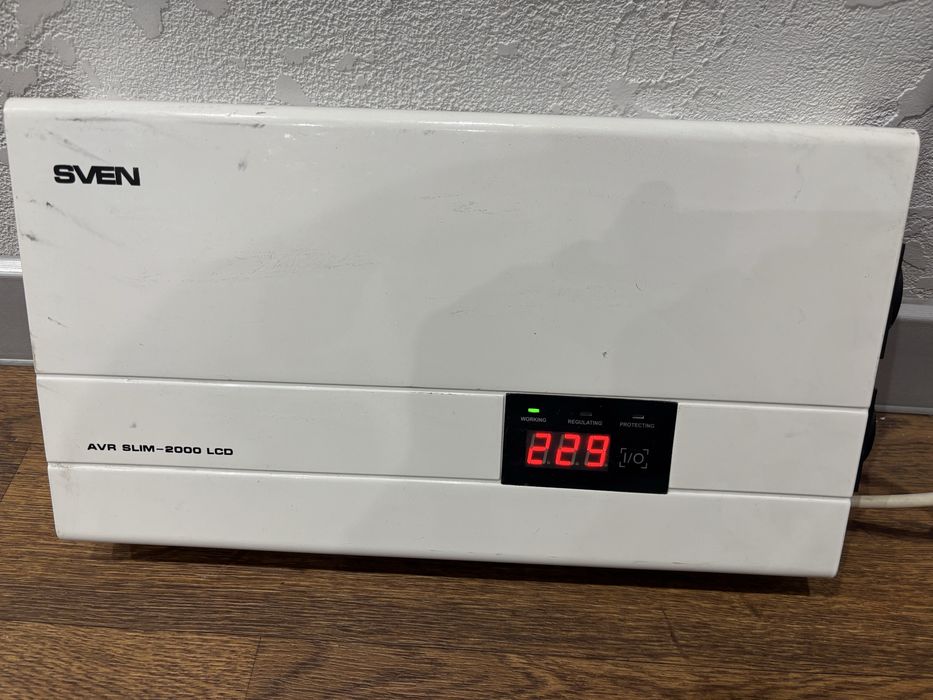 SVEN
AVR SLIM-2000 LCD
WORKING REGULATING PROTECTING
229 I/O